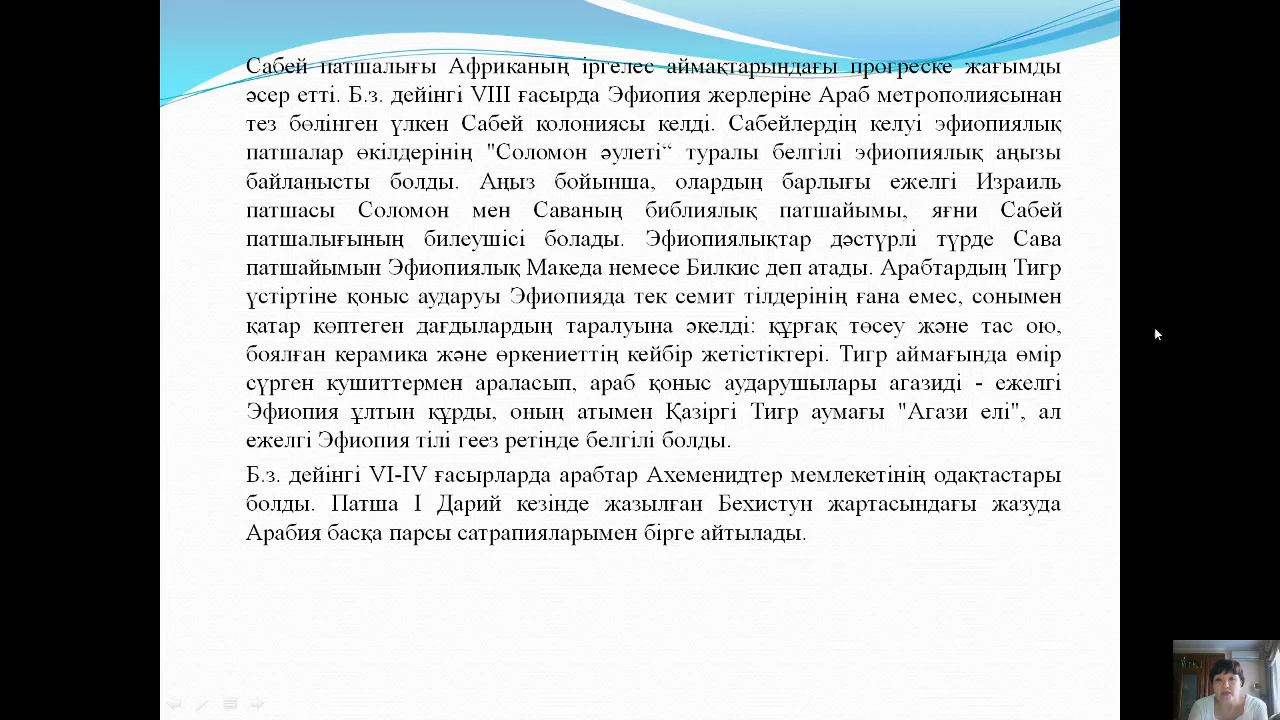 Сабей патшалығы Африканың іргелес аймақтарындағы прогреске жағымды
әсер етті. Б.з. дейінгі VIII ғасырда Эфиопия жерлеріне Араб метрополиясынан
тез бөлінген үлкен Сабей колониясы келді. Сабейлердің келуі эфиопиялық
патшалар өкілдерінің "Соломон әулеті“ туралы белгілі эфиопиялық аңызы
байланысты болды. Аңыз бойынша, олардың барлығы ежелгі Израиль
патшасы Соломон мен Саваның библиялық патшайымы, яғни Сабей
патшалығының билеушісі болады. Эфиопиялықтар дәстүрлі түрде Сава
патшайымын Эфиопиялық Македа немесе Билкис деп атады. Арабтардың Тигр
үстіртіне қоныс аударуы Эфиопияда тек семит тілдерінің ғана емес, сонымен
қатар көптеген дағдылардың таралуына әкелді: құрғақ төсеу және тас ою,
боялған керамика және өркениеттің кейбір жетістіктері. Тигр аймағында өмір
сүрген кушиттермен араласып, араб қоныс аударушылары агазиді - ежелгі
Эфиопия ұлтын құрды, оның атымен Қазіргі Тигр аумағы "Агази елі", ал
ежелгі Эфиопия тілі геез ретінде белгілі болды.
Б.з. дейінгі VI-IV ғасырларда арабтар Ахеменидтер мемлекетінің одақтастары
болды. Патша I Дарий кезінде жазылған Бехистун жартасындағы жазуда
Арабия басқа парсы сатрапияларымен бірге айтылады.